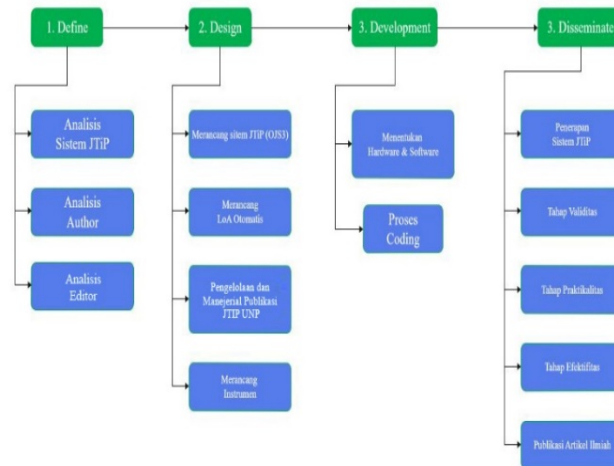 1. Define
2. Design
3. Development
3. Disseminate
Analisis
Sistem JTiP
Analisis
Author
Analisis
Editor
Merancang sitem JTiP (OJS3)
Merancang
LoA Otomatis
Pengelolaan dan
Manejerial Publikasi
JTIP UNP
Merancang
Instrumen
Menentukan
Hardware & Software
Proses
Coding
Penerapan
Sistem JTiP
Tahap Validitas
Tahap Praktikalitas
Tahap Efektifitas
Publikasi Artikel Ilmiah